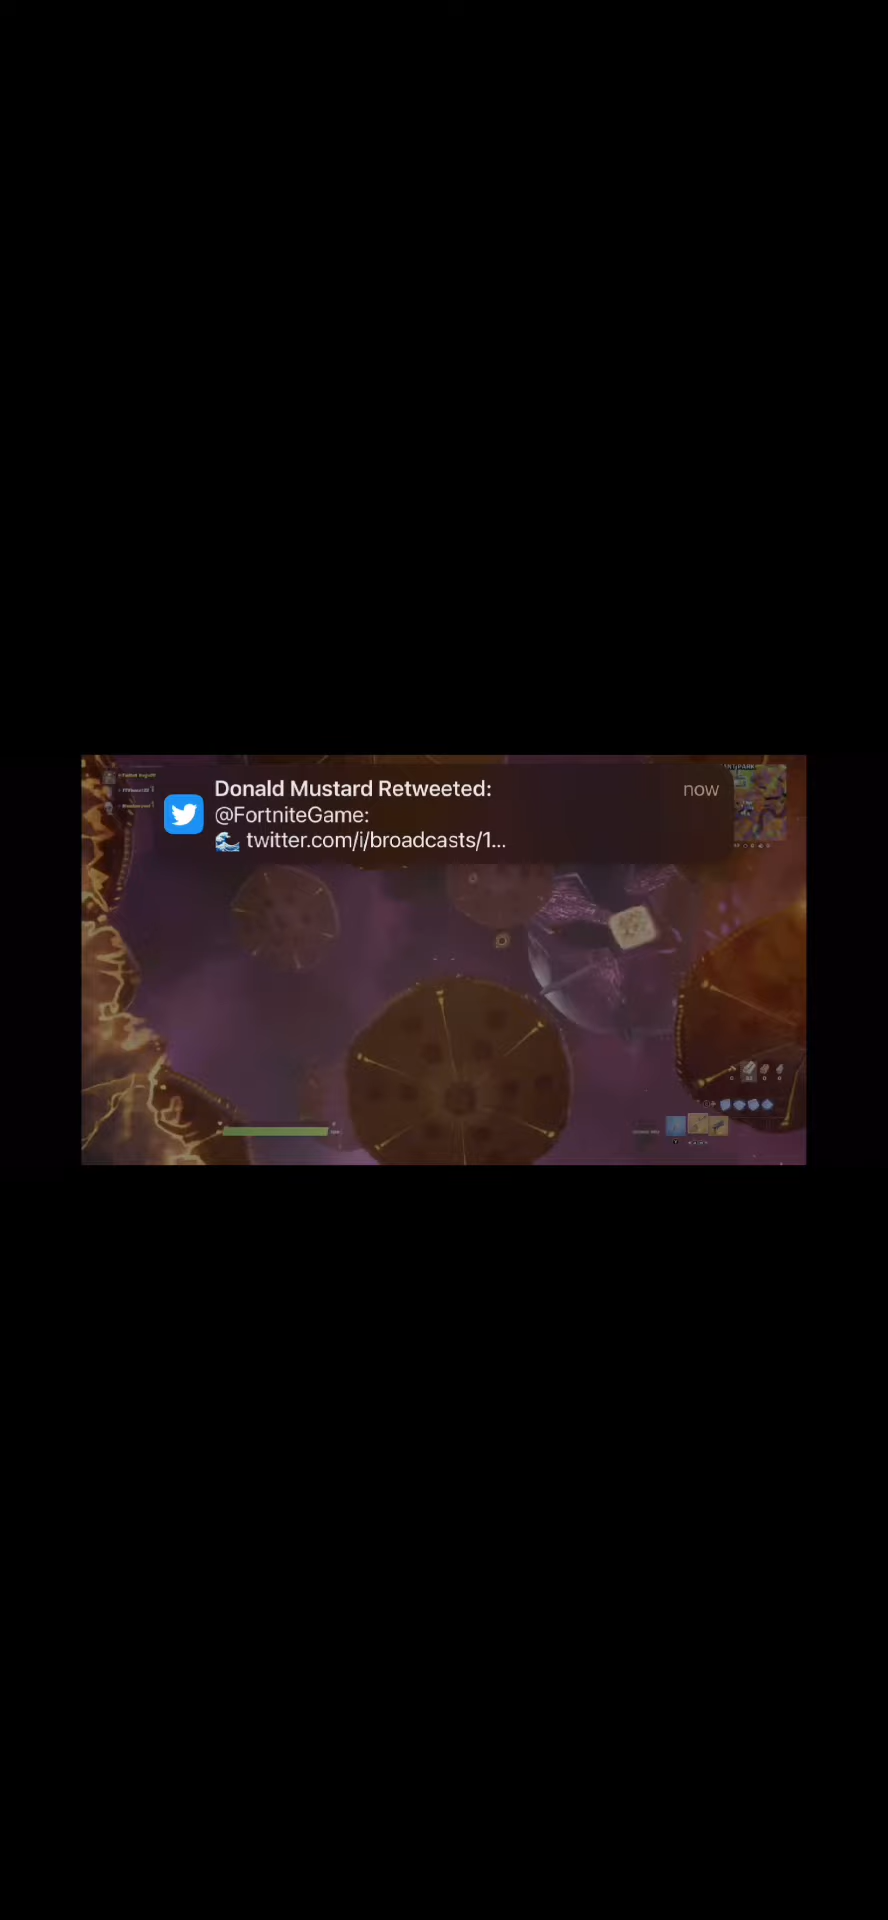 Donald Mustard Retweeted:
now
@FortniteGame:
🌊 twitter.com/i/broadcasts/1...